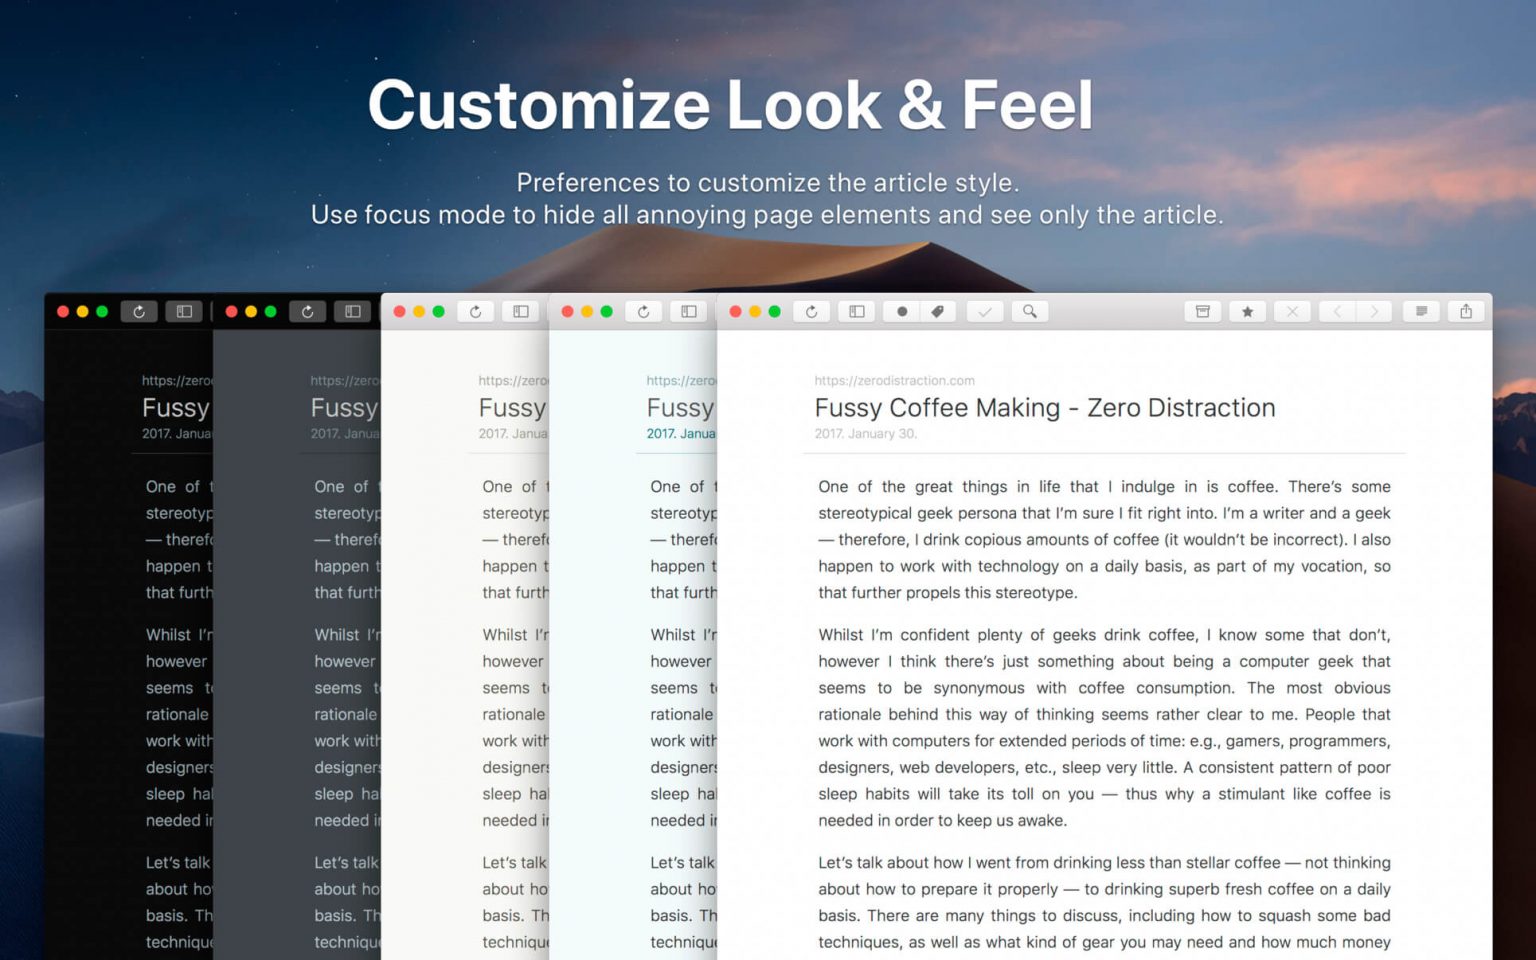 Customize Look & Feel
Preferences to customize the article style.
Use focus mode to hide all annoying page elements and see only the article.
https://zero
Fussy
2017. Janua
One of t
stereotyp
— theref
happen t
that furth
Whilst I'r
however
seems t
rationale
work with
designer
sleep ha
needed i
Let's talk
about ho
basis. Th
technique
https://zero
Fussy
2017. Janua
One of
stereotyp
— theref
happen t
that furt
Whilst I'r
however
seems t
rationale
work with
designers
sleep hal
needed i
Let's talk
about ho
basis. Th
technique
https://zero
Fussy
2017. Janua
One of t
stereotyp
— theref
happen t
that furth
Whilst I'r
however
seems t
rationale
work with
designers
sleep hal
needed i
Let's talk
about ho
basis. Th
technique
https://zero
Fussy
2017. Janua
One of t
stereotyp
— theref
happen t
that furth
Whilst I'r
however
seems t
rationale
work with
designers
sleep hal
needed i
Let's talk
about ho
basis. Th
technique
https://zerodistraction.com
Fussy Coffee Making - Zero Distraction
2017. January 30.
One of the great things in life that I indulge in is coffee. There's some
stereotypical geek persona that I'm sure I fit right into. I'm a writer and a geek
— therefore, I drink copious amounts of coffee (it wouldn't be incorrect). I also
happen to work with technology on a daily basis, as part of my vocation, so
that further propels this stereotype.
Whilst I'm confident plenty of geeks drink coffee, I know some that don't,
however I think there's just something about being a computer geek that
seems to be synonymous with coffee consumption. The most obvious
rationale behind this way of thinking seems rather clear to me. People that
work with computers for extended periods of time: e.g., gamers, programmers,
designers, web developers, etc., sleep very little. A consistent pattern of poor
sleep habits will take its toll on you — thus why a stimulant like coffee is
needed in order to keep us awake.
Let's talk about how I went from drinking less than stellar coffee — not thinking
about how to prepare it properly — to drinking superb fresh coffee on a daily
basis. There are many things to discuss, including how to squash some bad
techniques, as well as what kind of gear you may need and how much money